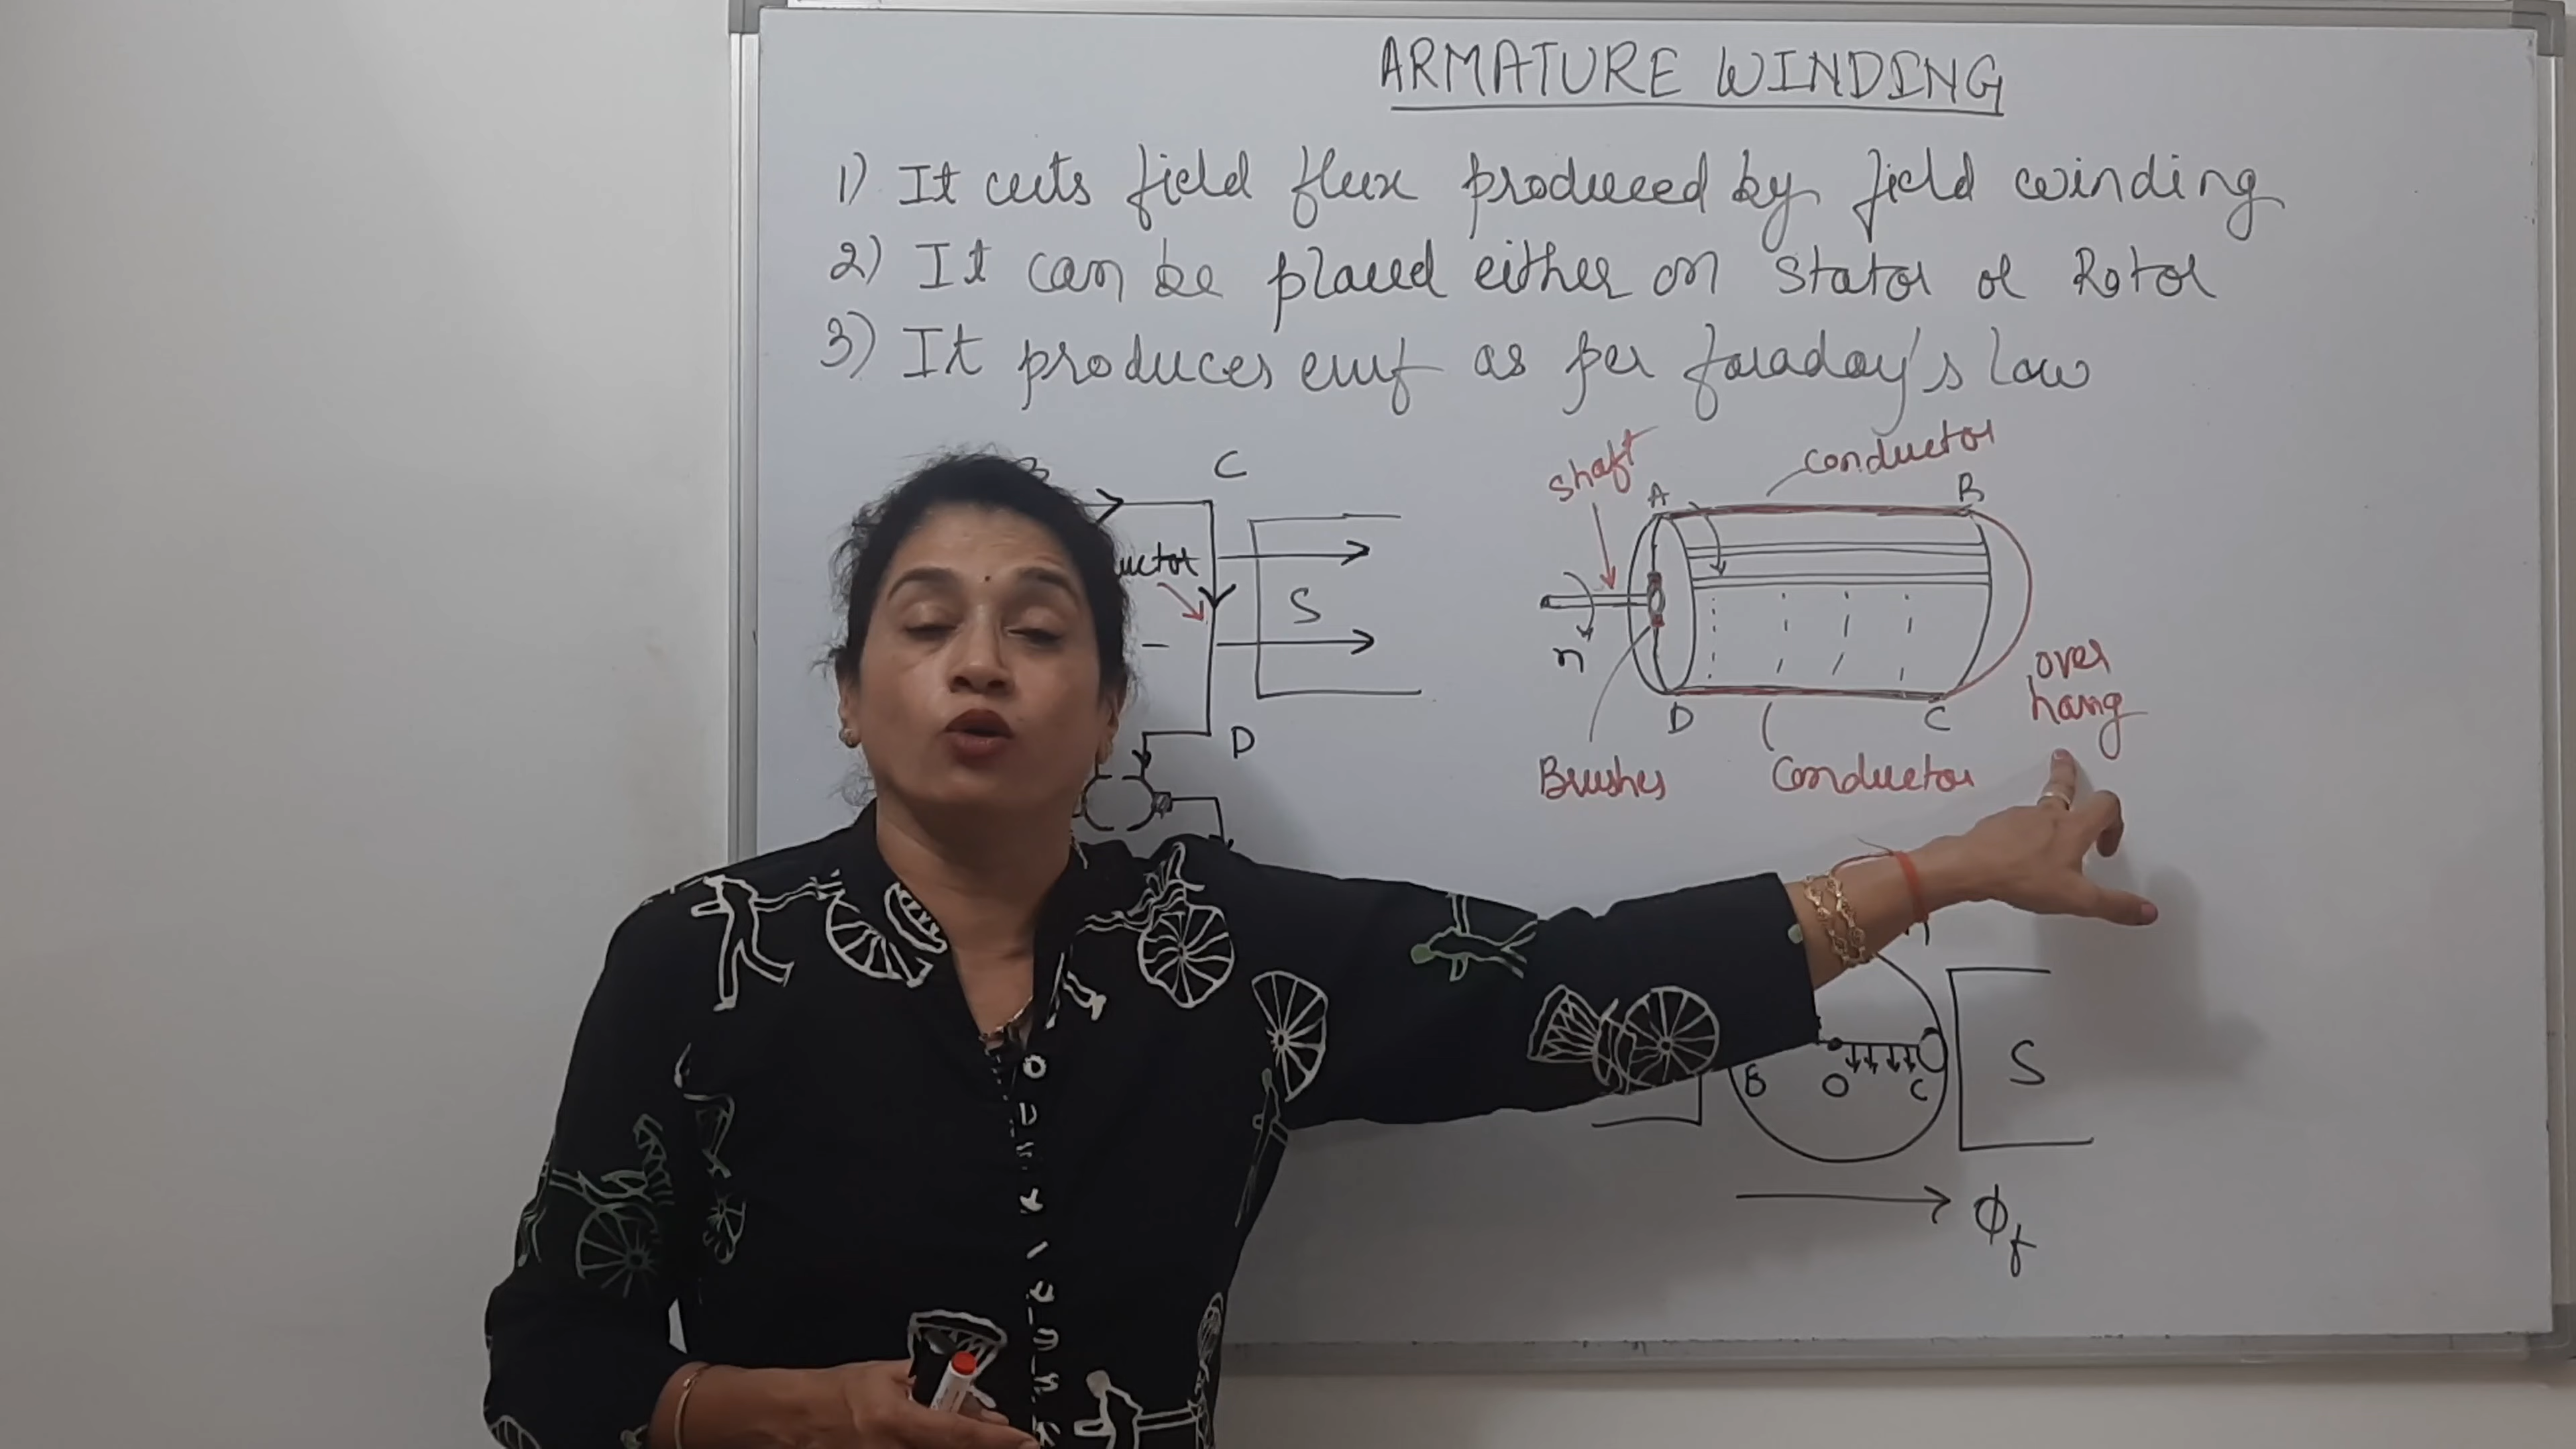 ARMATURE WINDING
1) It cuts field flux produced by field winding
2) It can be placed either on Stator or Rotor
3) It produces emf as per faraday's law
B C
S
D
shaft
conductor
A B
n
over
hang
D C
Brushes
Conductor
B O C
S
ϕf